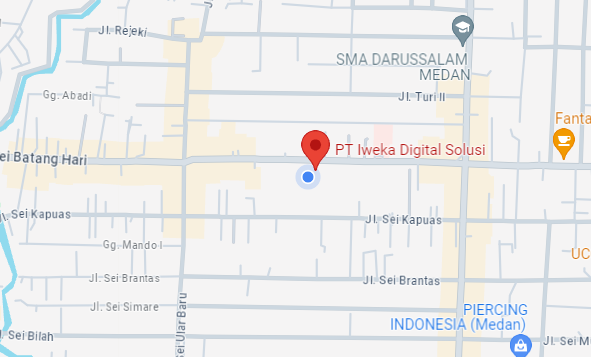 Jl. Rejeki
SMA DARUSSALAM
MEDAN
Gg. Abadi
Jl. Turi II
Fanta
PT Iweka Digital Solusi
ei Batang Hari
. Sei Kapuas
Jl. Sei Kapuas
Gg. Mando I
UC
Jl. Sei Brantas
Jl. Sei Brantas
Jl. Sei Simare
Sei Ular Baru
PIERCING
INDONESIA (Medan)
. Sei Bilah
Jl. Sei M